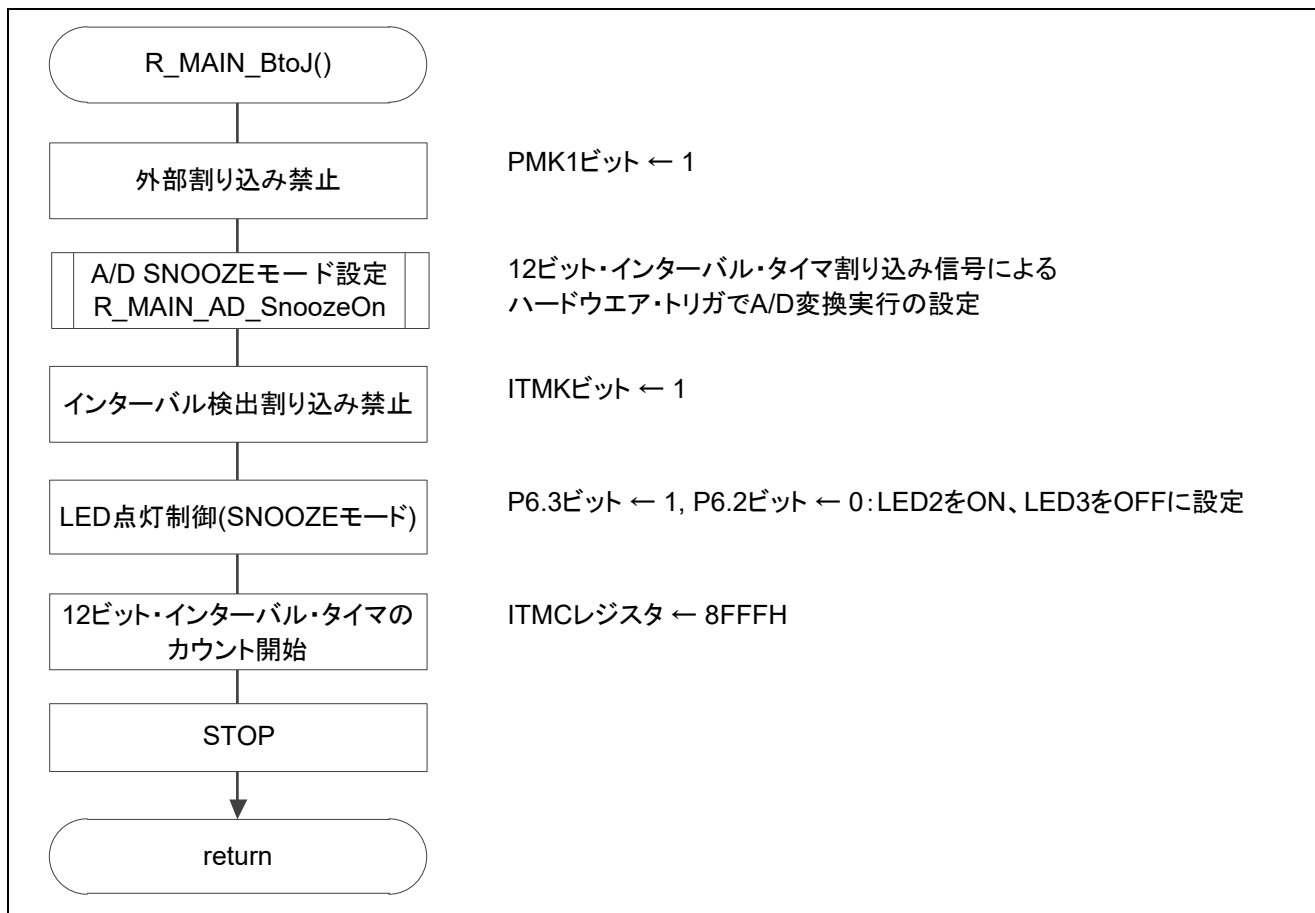 R_MAIN_BtoJ()
外部割り込み禁止
PMK1ビット ← 1
A/D SNOOZEモード設定
R_MAIN_AD_SnoozeOn
12ビット・インターバル・タイマ割り込み信号による
ハードウエア・トリガでA/D変換実行の設定
インターバル検出割り込み禁止
ITMKビット ← 1
LED点灯制御(SNOOZEモード)
P6.3ビット ← 1, P6.2ビット ← 0：LED2をON、LED3をOFFに設定
12ビット・インターバル・タイマの
カウント開始
ITMCレジスタ ← 8FFFH
STOP
return